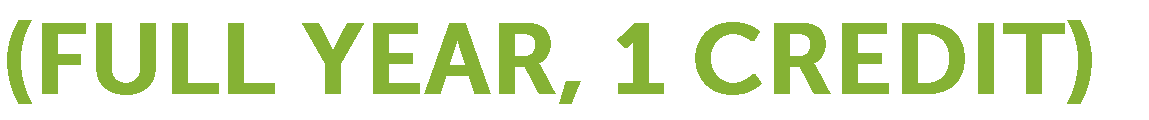 (FULL YEAR, 1 CREDIT)